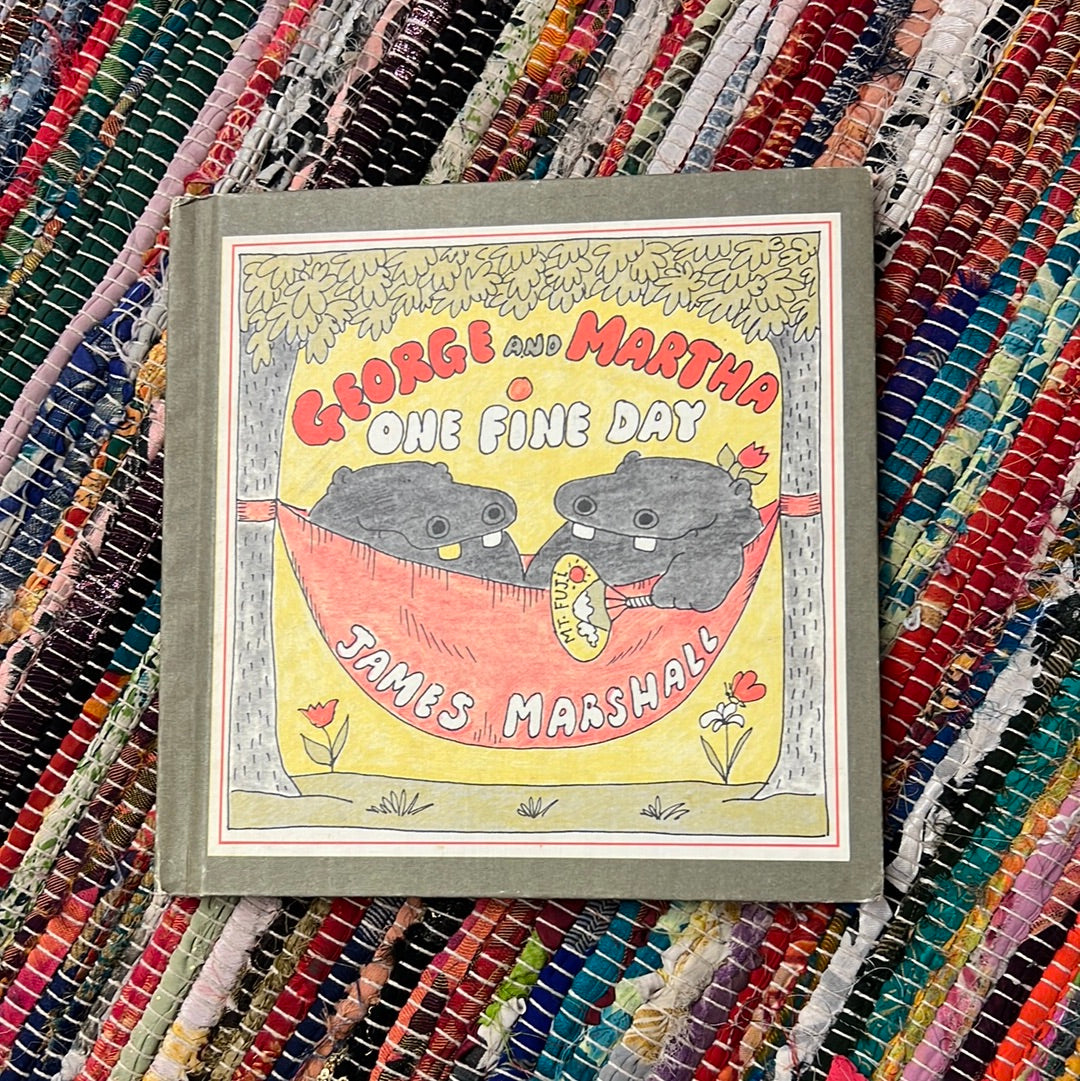 GEORGE AND MARTHA
ONE FINE DAY
MT. FUJI
JAMES MARSHALL